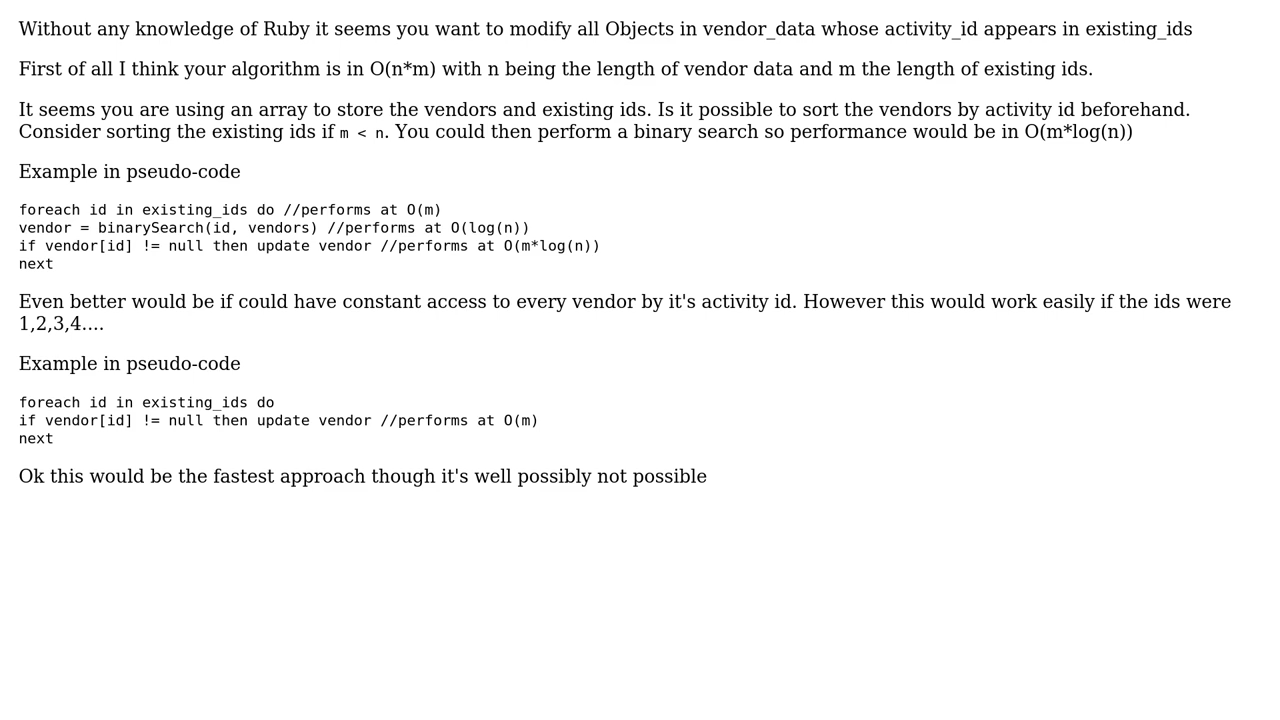 Without any knowledge of Ruby it seems you want to modify all Objects in vendor_data whose activity_id appears in existing_ids
First of all I think your algorithm is in O(n*m) with n being the length of vendor data and m the length of existing ids.
It seems you are using an array to store the vendors and existing ids. Is it possible to sort the vendors by activity id beforehand.
Consider sorting the existing ids if m < n. You could then perform a binary search so performance would be in O(m*log(n))
Example in pseudo-code
foreach id in existing_ids do //performs at O(m)
vendor = binarySearch(id, vendors) //performs at O(log(n))
if vendor[id] != null then update vendor //performs at O(m*log(n))
next
Even better would be if could have constant access to every vendor by it's activity id. However this would work easily if the ids were
1,2,3,4....
Example in pseudo-code
foreach id in existing_ids do
if vendor[id] != null then update vendor //performs at O(m)
next
Ok this would be the fastest approach though it's well possibly not possible